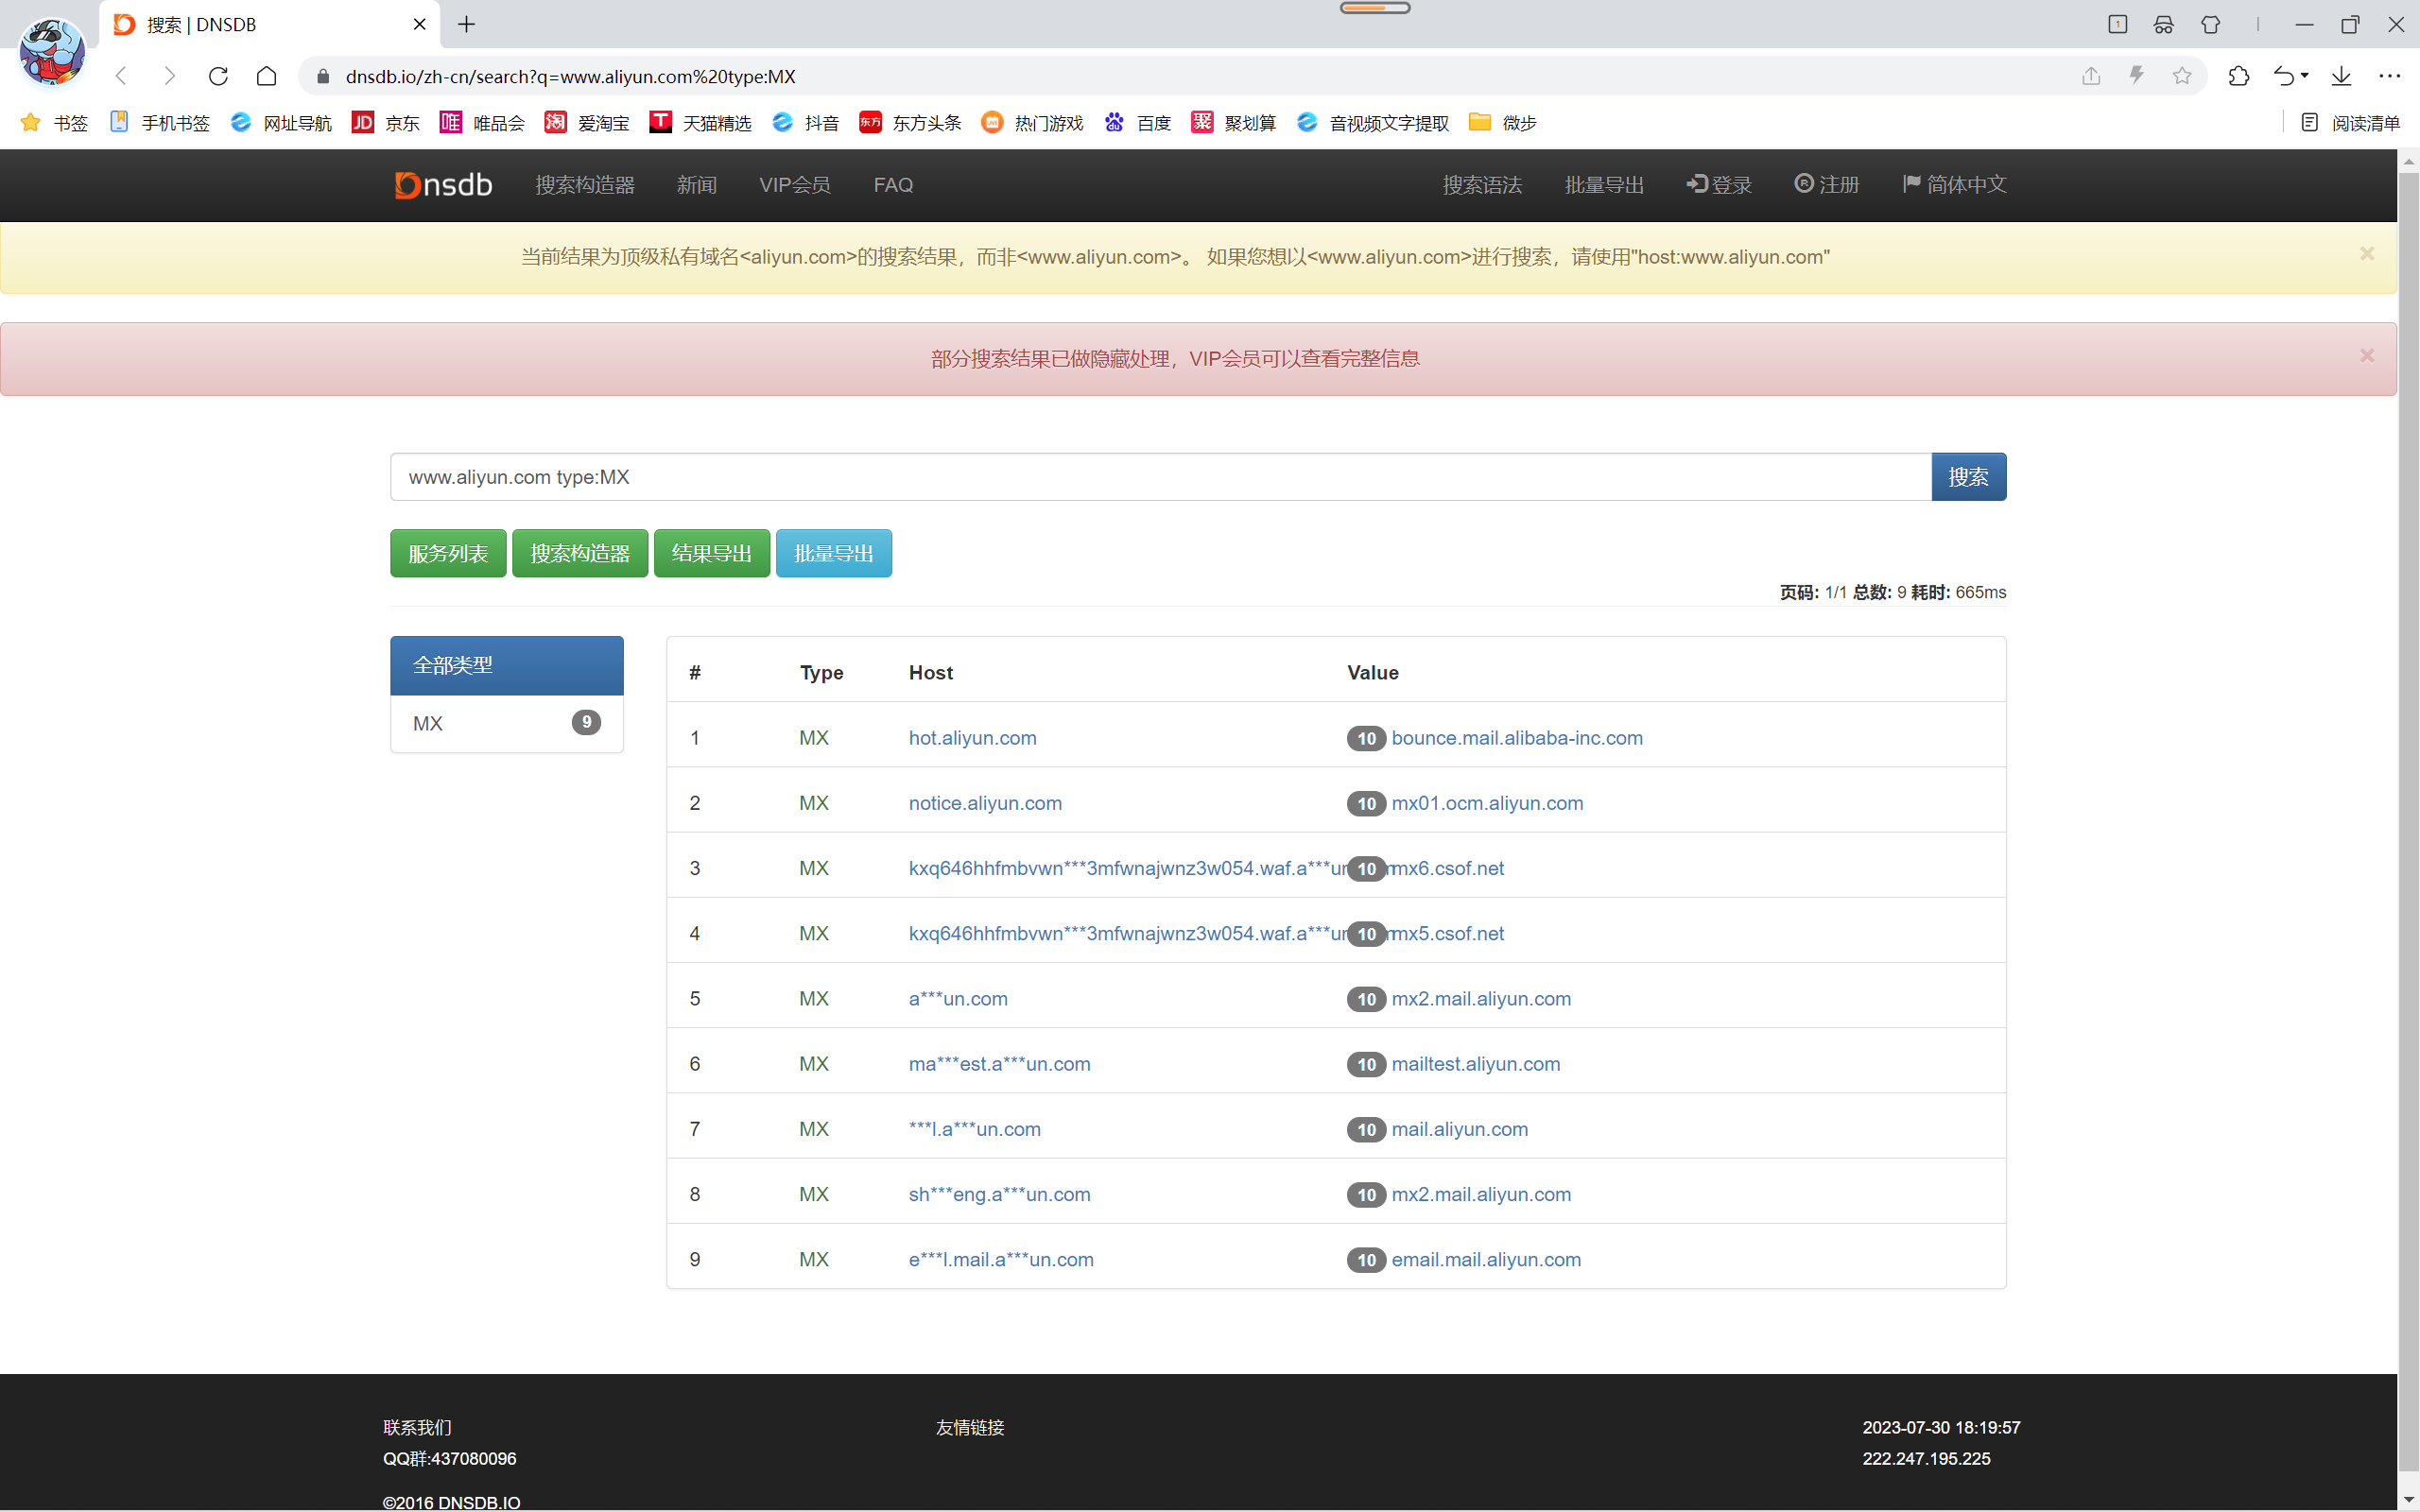 搜索 | DNSDB
dnsdb.io/zh-cn/search?q=www.aliyun.com%20type:MX
书签 手机书签 网址导航 JD 京东 唯 唯品会 淘 爱淘宝 T 天猫精选 抖音 东方 东方头条 热门游戏 百度 聚 聚划算 音视频文字提取 微步 阅读清单
Dnsdb 搜索构造器 新闻 VIP会员 FAQ 搜索语法 批量导出 登录 注册 简体中文
当前结果为顶级私有域名<aliyun.com>的搜索结果，而非<www.aliyun.com>。 如果您想以<www.aliyun.com>进行搜索，请使用"host:www.aliyun.com" ×
部分搜索结果已做隐藏处理，VIP会员可以查看完整信息 ×
www.aliyun.com type:MX 搜索
服务列表 搜索构造器 结果导出 批量导出
页码: 1/1 总数: 9 耗时: 665ms
全部类型
MX 9
# Type Host Value
1 MX hot.aliyun.com 10 bounce.mail.alibaba-inc.com
2 MX notice.aliyun.com 10 mx01.ocm.aliyun.com
3 MX kxq646hhfmbvwn***3mfwnajwnz3w054.waf.a***un 10 mx6.csof.net
4 MX kxq646hhfmbvwn***3mfwnajwnz3w054.waf.a***un 10 mx5.csof.net
5 MX a***un.com 10 mx2.mail.aliyun.com
6 MX ma***est.a***un.com 10 mailtest.aliyun.com
7 MX ***l.a***un.com 10 mail.aliyun.com
8 MX sh***eng.a***un.com 10 mx2.mail.aliyun.com
9 MX e***l.mail.a***un.com 10 email.mail.aliyun.com
联系我们 友情链接 2023-07-30 18:19:57
QQ群:437080096 222.247.195.225
©2016 DNSDB.IO